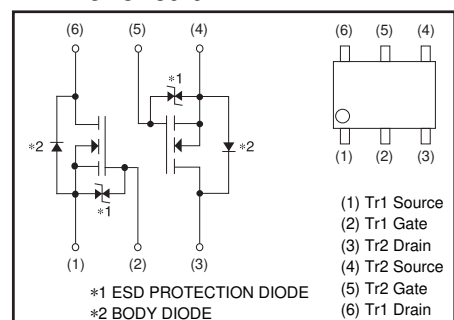 (6) (5) (4)
*1
*2
*2
*1
(1) (2) (3)
*1 ESD PROTECTION DIODE
*2 BODY DIODE
(6) (5) (4)
(1) (2) (3)
(1) Tr1 Source
(2) Tr1 Gate
(3) Tr2 Drain
(4) Tr2 Source
(5) Tr2 Gate
(6) Tr1 Drain